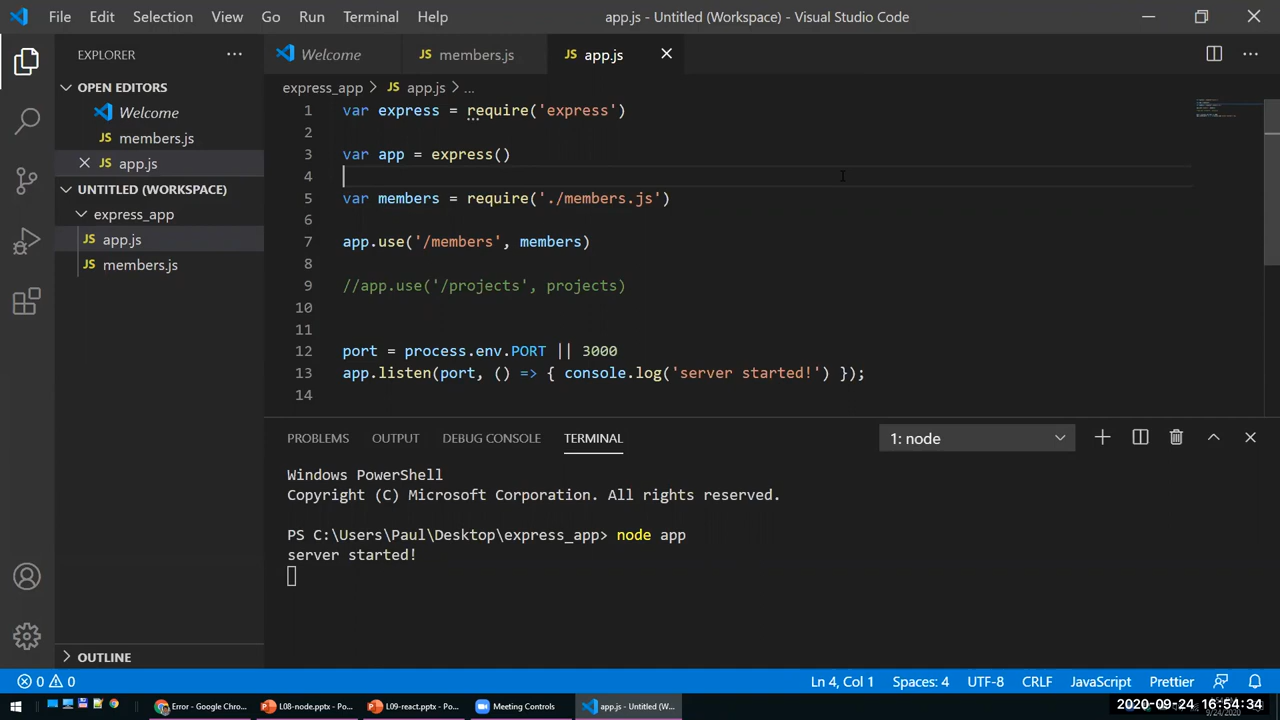 File Edit Selection View Go Run Terminal Help app.js - Untitled (Workspace) - Visual Studio Code
EXPLORER ...
Welcome members.js app.js
OPEN EDITORS
Welcome
members.js
app.js
UNTITLED (WORKSPACE)
express_app
app.js
members.js
OUTLINE
express_app > app.js > ...
1 var express = require('express')
2
3 var app = express()
4
5 var members = require('./members.js')
6
7 app.use('/members', members)
8
9 //app.use('/projects', projects)
10
11
12 port = process.env.PORT || 3000
13 app.listen(port, () => { console.log('server started!') });
14
PROBLEMS OUTPUT DEBUG CONSOLE TERMINAL 1: node
Windows PowerShell
Copyright (C) Microsoft Corporation. All rights reserved.
PS C:\Users\Paul\Desktop\express_app> node app
server started!
0 0 Ln 4, Col 1 Spaces: 4 UTF-8 CRLF JavaScript Prettier
Error - Google Chro... L08-node.pptx - Po... L09-react.pptx - Po... Meeting Controls app.js - Untitled (W...
2020-09-24 16:54:34